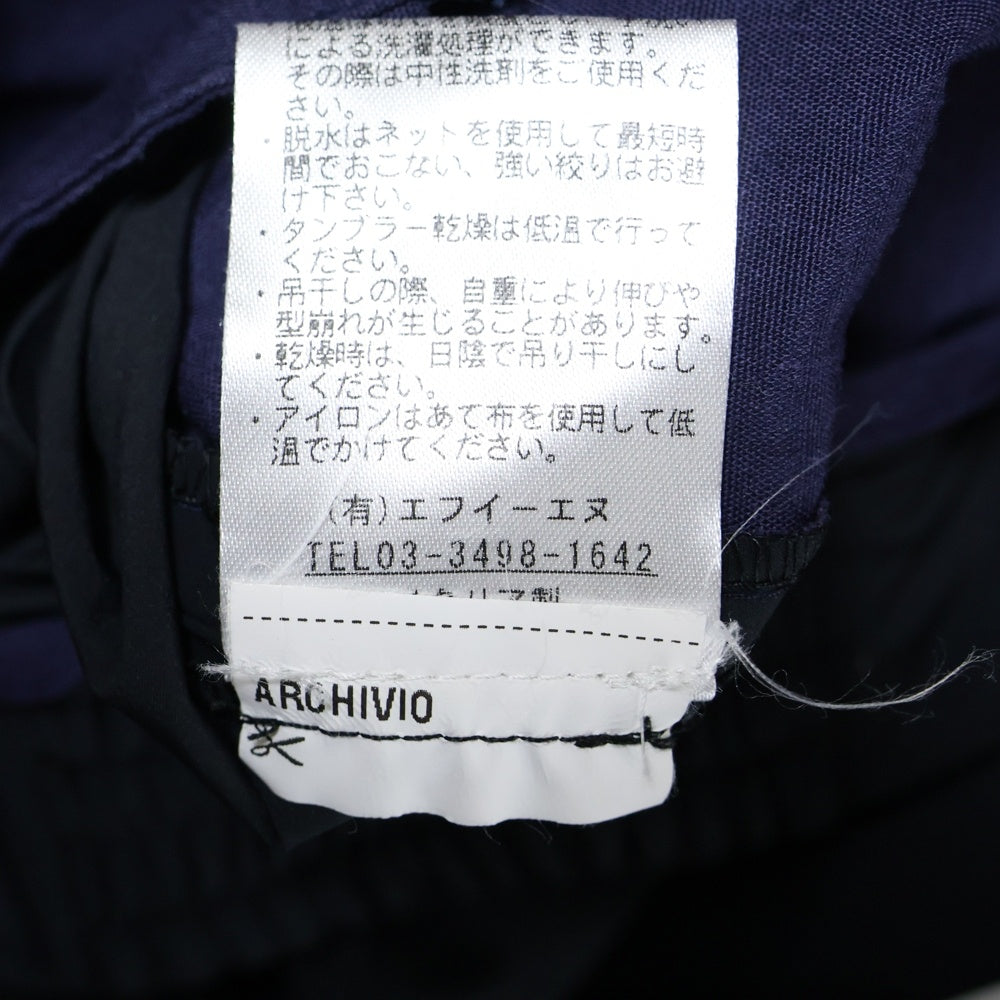 による洗濯処理ができます。
その際は中性洗剤をご使用くだ
さい。
・脱水はネットを使用して最短時
間でおこない、強い絞りはお避
け下さい。
・タンブラー乾燥は低温で行って
ください。
・吊干しの際、自重により伸びや
型崩れが生じることがあります。
・乾燥時は、日陰で吊り干しにし
てください。
・アイロンはあて布を使用して低
温でかけてください。
(有)エフイーエヌ
TEL03-3498-1642
イタリア製
ARCHIVIO